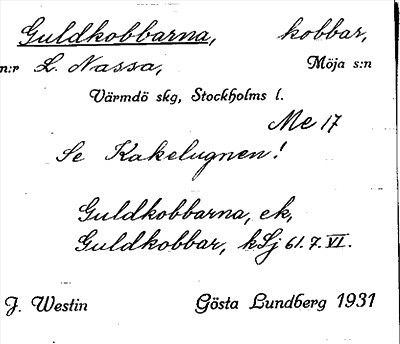 Guldkobbarna, kobbar,
n:r L. Nassa, Möja s:n
Värmdö skg, Stockholms l.
Me 17
Se Kakelugnen!
Guldkobbarna, ek,
Guldkobbar, kSj 61. 7. VI.
J. Westin Gösta Lundberg 1931